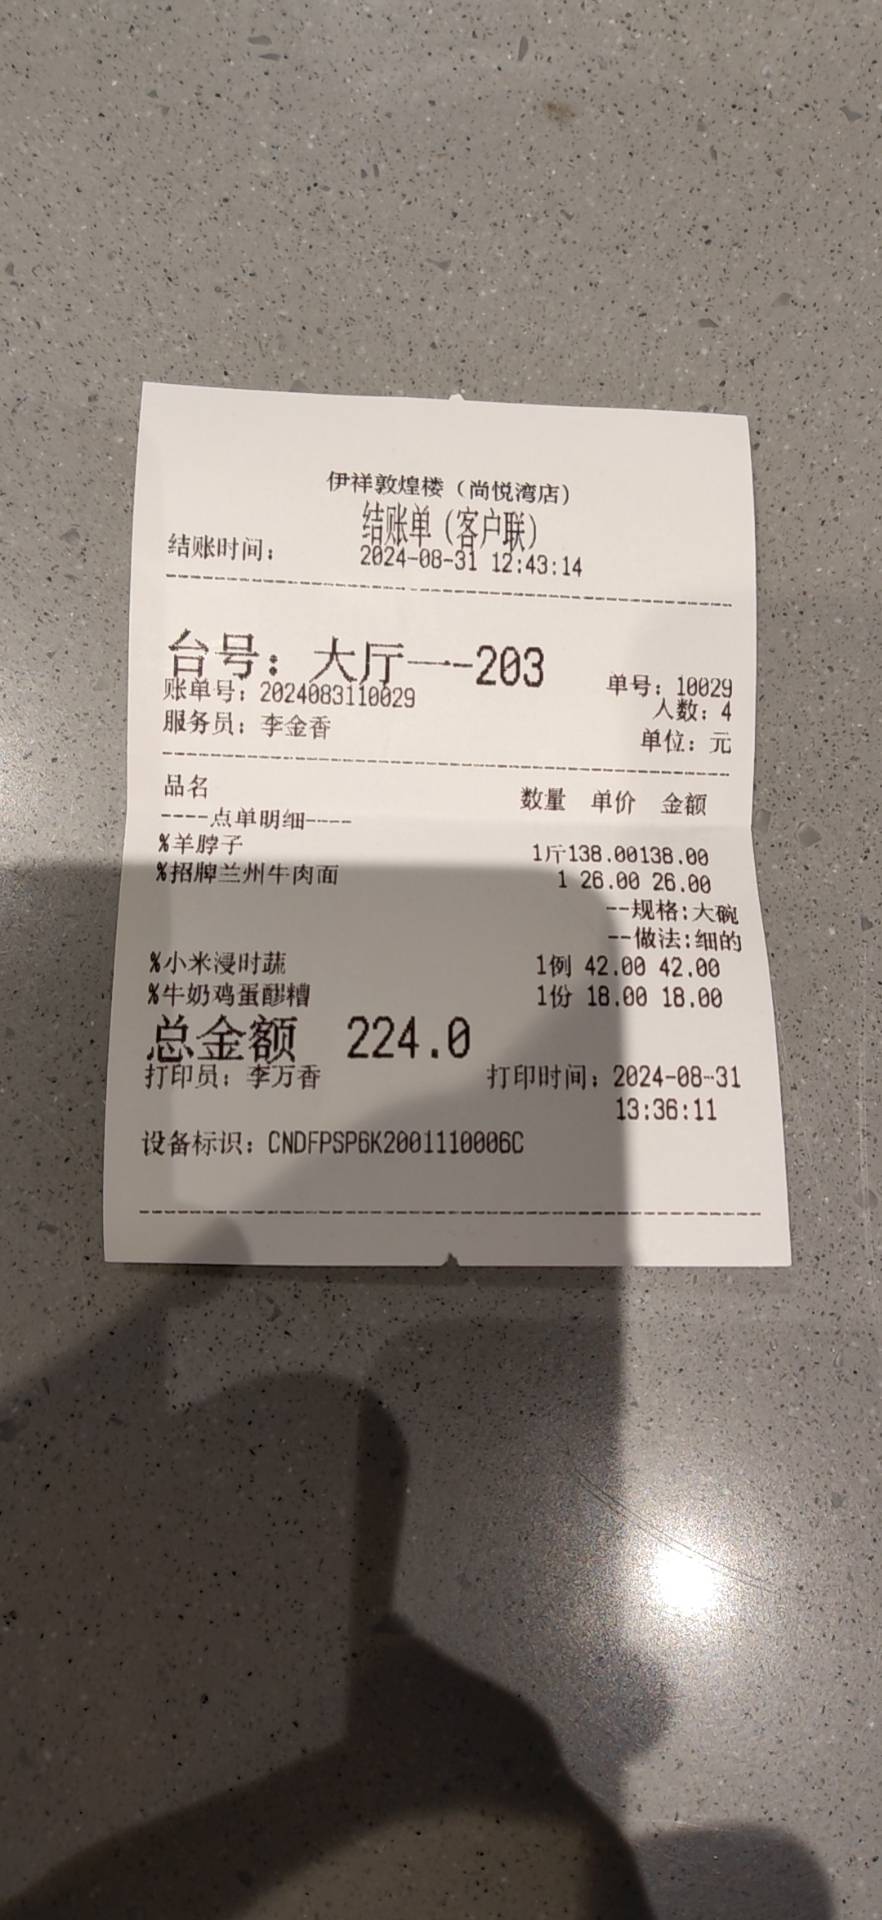 伊祥敦煌楼（尚悦湾店）
结账单（客户联）
结账时间： 2024-08-31 12:43:14
台号：大厅一-203
单号：10029
账单号：2024083110029
人数：4
服务员：李金香
单位：元
品名 数量 单价 金额
----点单明细----
%羊脖子 1斤138.00138.00
%招牌兰州牛肉面 1 26.00 26.00
--规格:大碗
--做法:细的
%小米浸时蔬 1例 42.00 42.00
%牛奶鸡蛋醪糟 1份 18.00 18.00
总金额 224.0
打印员：李万香 打印时间：2024-08-31
13:36:11
设备标识：CNDFPSP6K2001110006C